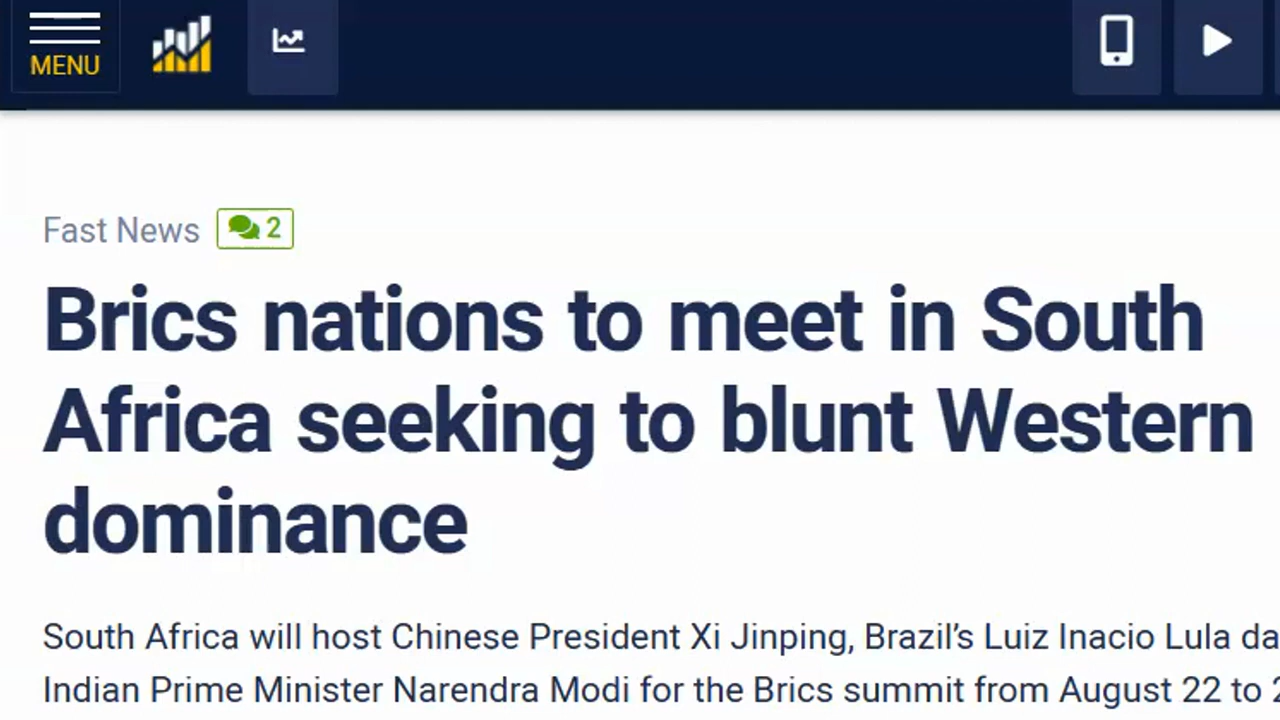 MENU
Fast News 2
Brics nations to meet in South
Africa seeking to blunt Western
dominance
South Africa will host Chinese President Xi Jinping, Brazil’s Luiz Inacio Lula
Indian Prime Minister Narendra Modi for the Brics summit from August 22 to